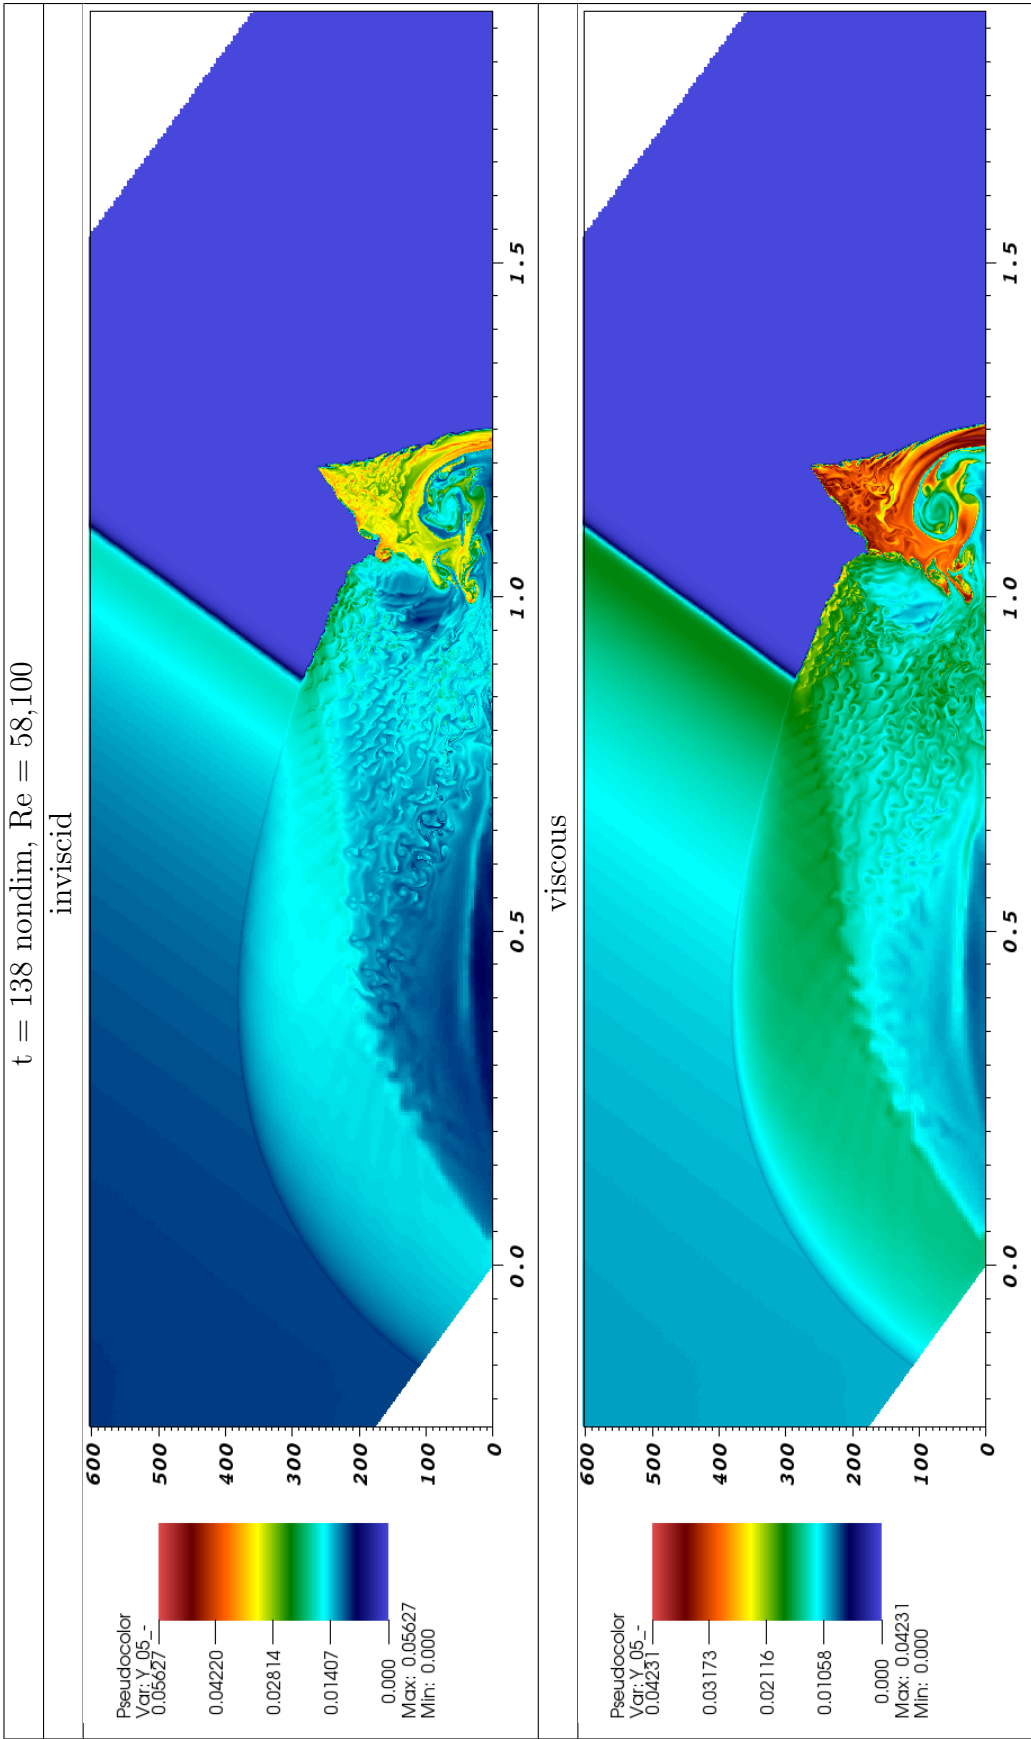 t = 138 nondim, Re = 58,100
inviscid
Pseudocolor
Var: Y_05_-
0.05627
0.04220
0.02814
0.01407
0.000
Max: 0.05627
Min: 0.000
600
500
400
300
200
100
0
0.0
0.5
1.0
1.5
viscous
Pseudocolor
Var: Y_05_-
0.04231
0.03173
0.02116
0.01058
0.000
Max: 0.04231
Min: 0.000
600
500
400
300
200
100
0
0.0
0.5
1.0
1.5